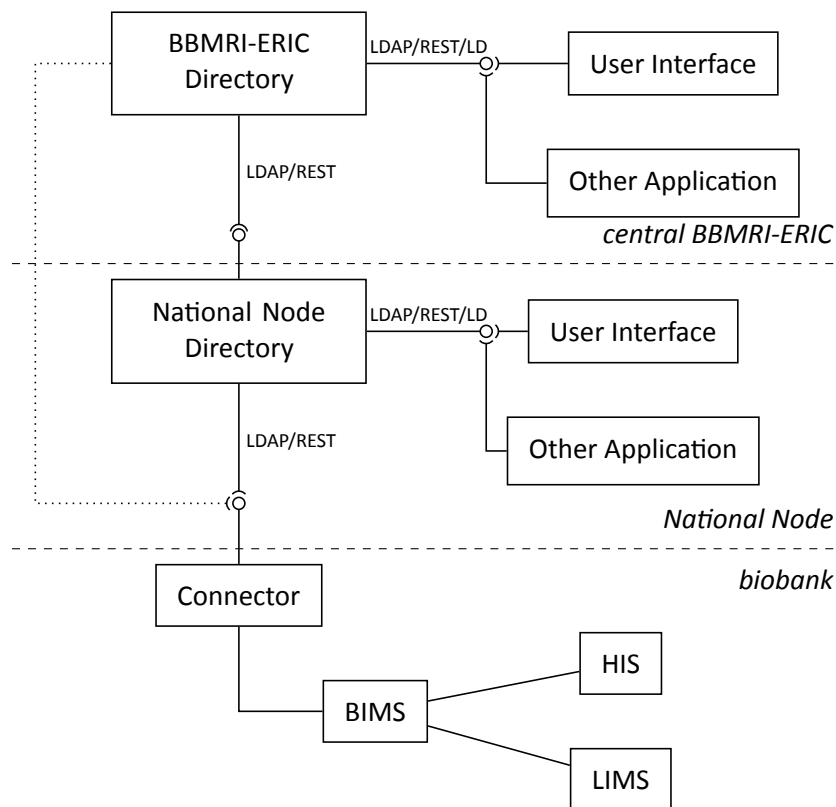 BBMRI-ERIC
Directory
LDAP/REST/LD
User Interface
LDAP/REST
Other Application
central BBMRI-ERIC
National Node
Directory
LDAP/REST/LD
User Interface
LDAP/REST
Other Application
National Node
biobank
Connector
HIS
BIMS
LIMS